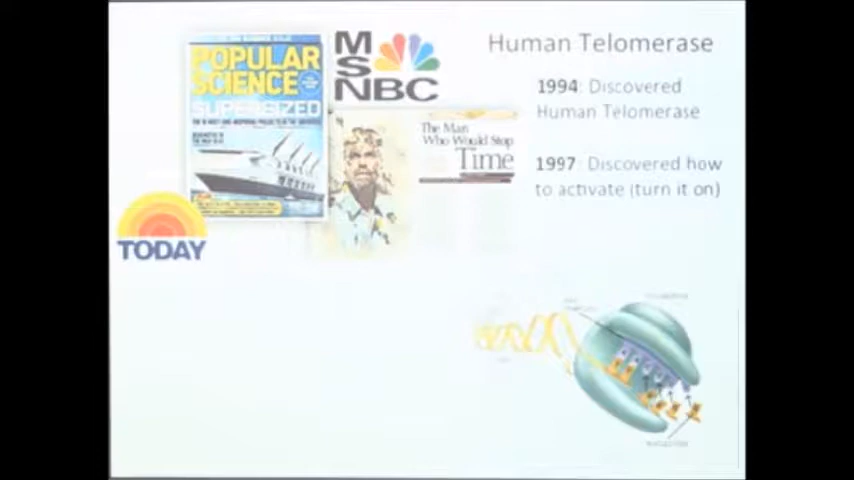 POPULAR
SCIENCE
SUPERSIZED
MSNBC
The Man
Who Would Stop
Time
TODAY
Human Telomerase
1994: Discovered
Human Telomerase
1997: Discovered how
to activate (turn it on)